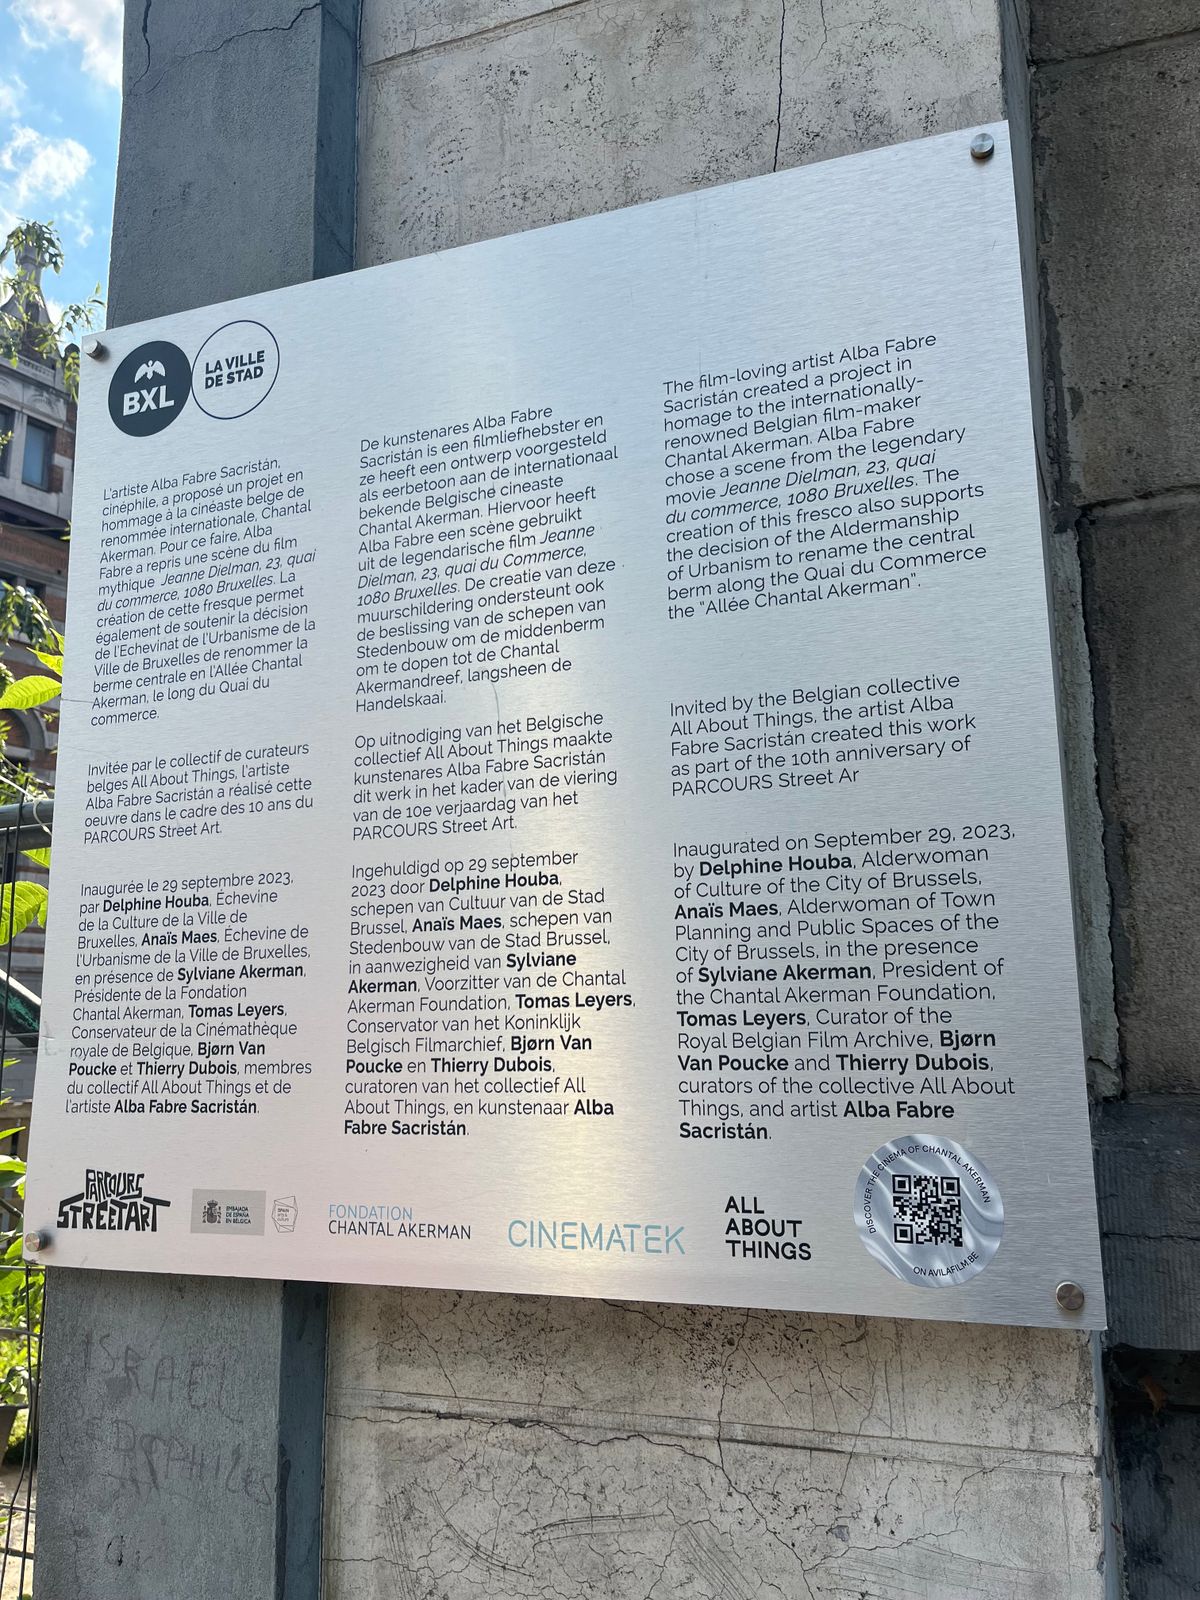 BXL
LA VILLE
DE STAD
L'artiste Alba Fabre Sacristán,
cinéphile, a proposé un projet en
hommage à la cinéaste belge de
renommée internationale, Chantal
Akerman. Pour ce faire, Alba
Fabre a repris une scène du film
mythique Jeanne Dielman, 23, quai
du commerce, 1080 Bruxelles. La
création de cette fresque permet
également de soutenir la décision
de l'Echevinat de l'Urbanisme de la
Ville de Bruxelles de renommer la
berme centrale en l'Allée Chantal
Akerman, le long du Quai du
commerce.
Invitée par le collectif de curateurs
belges All About Things, l'artiste
Alba Fabre Sacristán a réalisé cette
oeuvre dans le cadre des 10 ans du
PARCOURS Street Art.
Inaugurée le 29 septembre 2023,
par Delphine Houba, Échevine
de la Culture de la Ville de
Bruxelles, Anaïs Maes, Échevine de
l'Urbanisme de la Ville de Bruxelles,
en présence de Sylviane Akerman,
Présidente de la Fondation
Chantal Akerman, Tomas Leyers,
Conservateur de la Cinémathèque
royale de Belgique, Bjørn Van
Poucke et Thierry Dubois, membres
du collectif All About Things et de
l'artiste Alba Fabre Sacristán.
De kunstenares Alba Fabre
Sacristán is een filmliefhebster en
ze heeft een ontwerp voorgesteld
als eerbetoon aan de internationaal
bekende Belgische cineaste
Chantal Akerman. Hiervoor heeft
Alba Fabre een scène gebruikt
uit de legendarische film Jeanne
Dielman, 23, quai du Commerce,
1080 Bruxelles. De creatie van deze
muurschildering ondersteunt ook
de beslissing van de schepen van
Stedenbouw om de middenberm
om te dopen tot de Chantal
Akermandreef, langsheen de
Handelskaai.
Op uitnodiging van het Belgische
collectief All About Things maakte
kunstenares Alba Fabre Sacristán
dit werk in het kader van de viering
van de 10e verjaardag van het
PARCOURS Street Art.
Ingehuldigd op 29 september
2023 door Delphine Houba,
schepen van Cultuur van de Stad
Brussel, Anaïs Maes, schepen van
Stedenbouw van de Stad Brussel,
in aanwezigheid van Sylviane
Akerman, Voorzitter van de Chantal
Akerman Foundation, Tomas Leyers,
Conservator van het Koninklijk
Belgisch Filmarchief, Bjørn Van
Poucke en Thierry Dubois,
curatoren van het collectief All
About Things, en kunstenaar Alba
Fabre Sacristán.
The film-loving artist Alba Fabre
Sacristán created a project in
homage to the internationally-
renowned Belgian film-maker
Chantal Akerman. Alba Fabre
chose a scene from the legendary
movie Jeanne Dielman, 23, quai
du commerce, 1080 Bruxelles. The
creation of this fresco also supports
the decision of the Aldermanship
of Urbanism to rename the central
berm along the Quai du Commerce
the "Allée Chantal Akerman".
Invited by the Belgian collective
All About Things, the artist Alba
Fabre Sacristán created this work
as part of the 10th anniversary of
PARCOURS Street Ar
Inaugurated on September 29, 2023,
by Delphine Houba, Alderwoman
of Culture of the City of Brussels,
Anaïs Maes, Alderwoman of Town
Planning and Public Spaces of the
City of Brussels, in the presence
of Sylviane Akerman, President of
the Chantal Akerman Foundation,
Tomas Leyers, Curator of the
Royal Belgian Film Archive, Bjørn
Van Poucke and Thierry Dubois,
curators of the collective All About
Things, and artist Alba Fabre
Sacristán.
PARCOURS
STREETART
EMBAJADA
DE ESPAÑA
EN BÉLGICA
SPAIN
arts &
culture
FONDATION
CHANTAL AKERMAN
CINEMATEK
ALL
ABOUT
THINGS
DISCOVER THE CINEMA OF CHANTAL AKERMAN
ON AVILAFILM.BE
ISRAEL